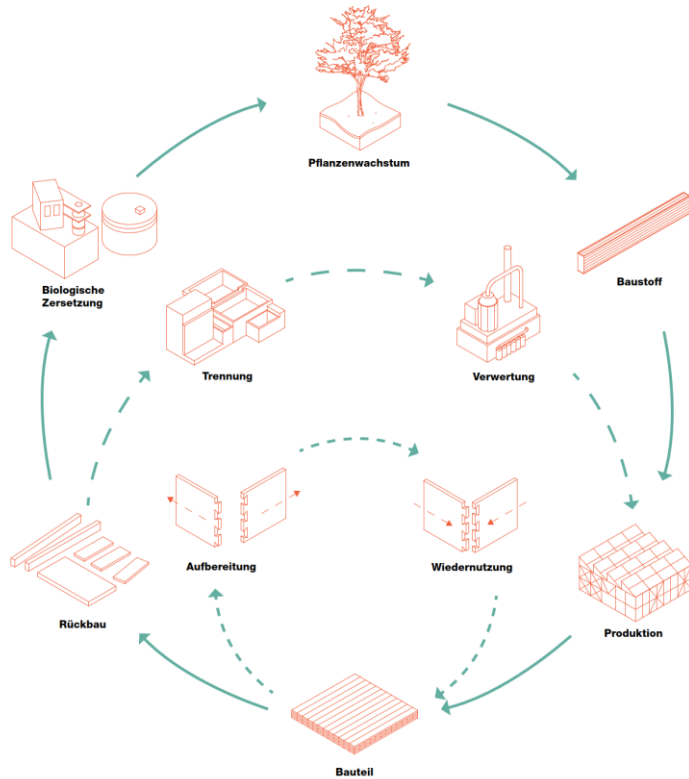 Pflanzenwachstum
Biologische
Zersetzung
Baustoff
Trennung
Verwertung
Aufbereitung
Wiedernutzung
Rückbau
Produktion
Bauteil